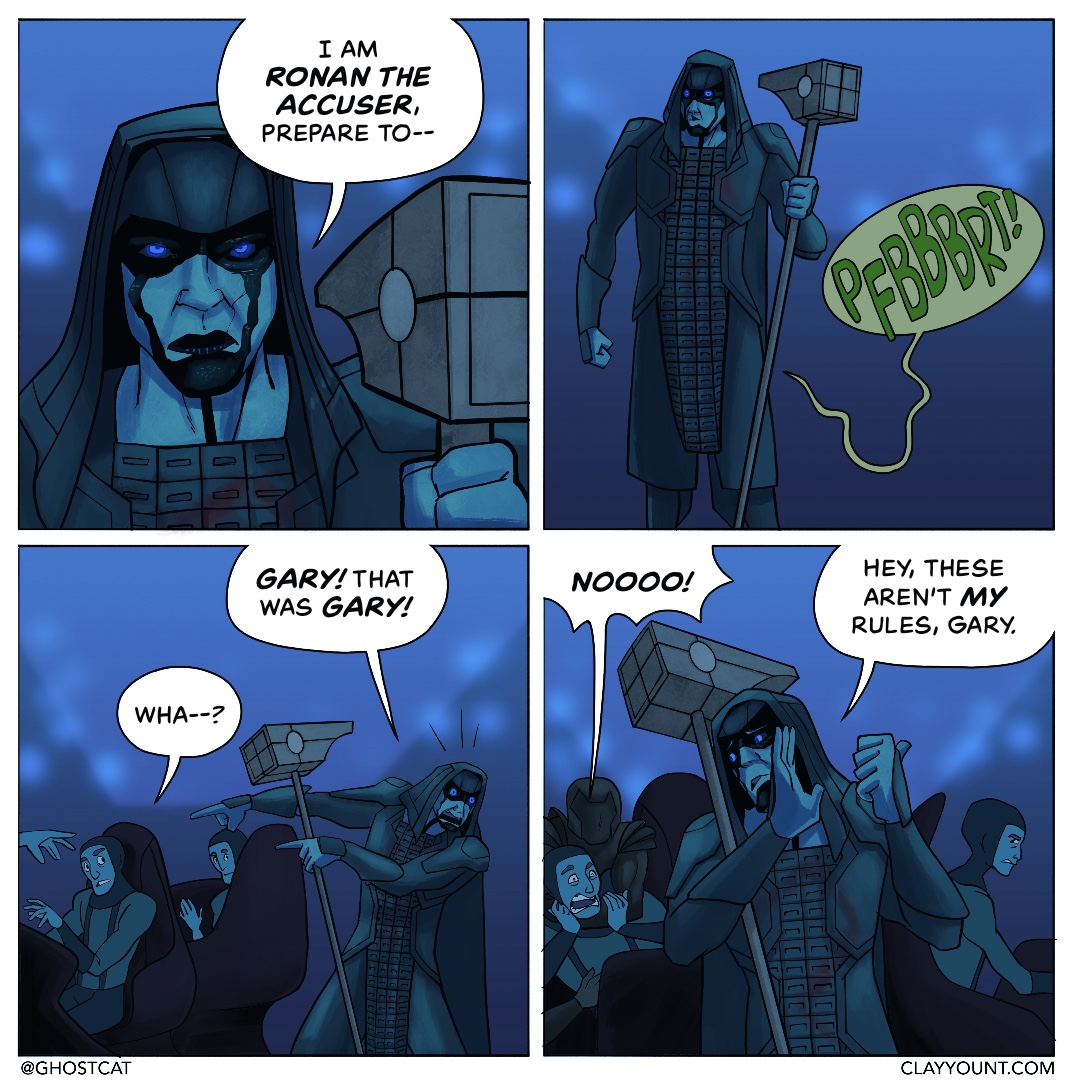 I AM
RONAN THE
ACCUSER,
PREPARE TO--
PFBBBBRT!
GARY! THAT
WAS GARY!
WHA--?
NOOOO!
HEY, THESE
AREN'T MY
RULES, GARY.
@GHOSTCAT
CLAYYOUNT.COM